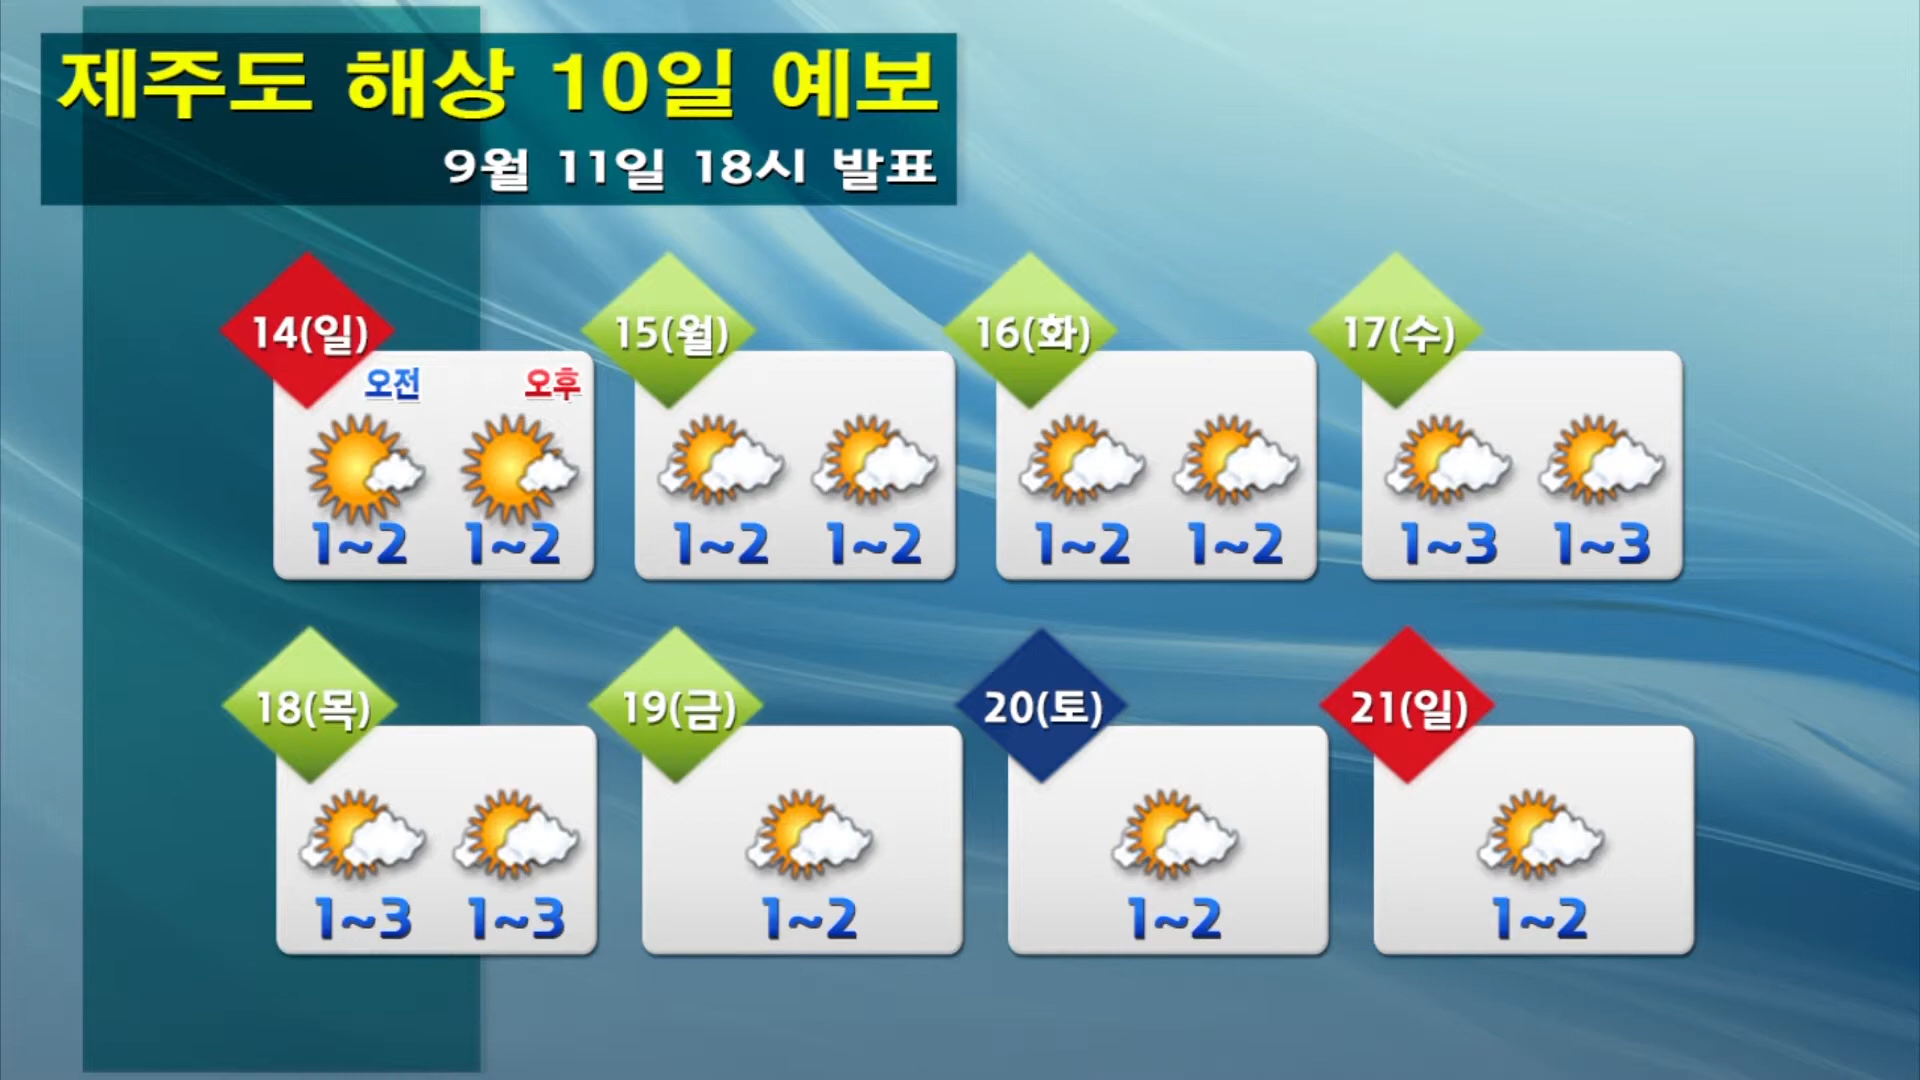 제주도 해상 10일 예보
9월 11일 18시 발표
14(일)
오전 오후
1~2 1~2
15(월)
1~2 1~2
16(화)
1~2 1~2
17(수)
1~3 1~3
18(목)
1~3 1~3
19(금)
1~2
20(토)
1~2
21(일)
1~2